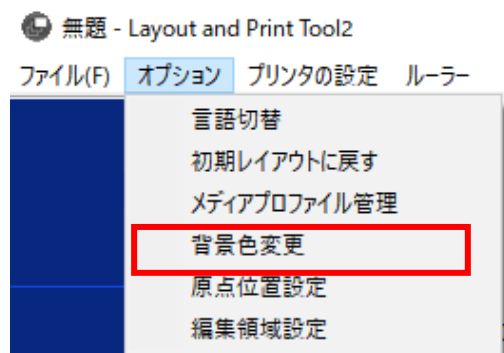 無題 - Layout and Print Tool2
ファイル(F) オプション プリンタの設定 ルーラー
言語切替
初期レイアウトに戻す
メディアプロファイル管理
背景色変更
原点位置設定
編集領域設定